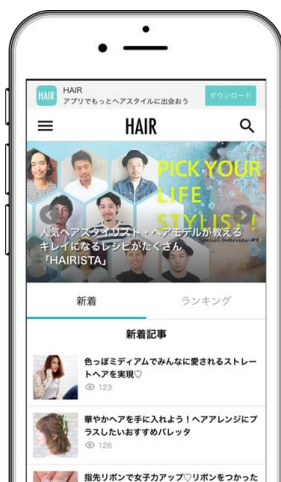 HAIR
HAIR
アプリでもっとヘアスタイルに出会おう
ダウンロード
HAIR
PICK YOUR
LIFE
STYLIST!
Special Interview #9
人気ヘアスタイリスト・ヘアモデルが教える
キレイになるレシピがたくさん
「HAIRISTA」
新着
ランキング
新着記事
色っぽミディアムでみんなに愛されるストレー
トヘアを実現♡
123
華やかヘアを手に入れよう！ヘアアレンジにプ
ラスしたいおすすめバレッタ
126
指先リボンで女子力アップ♡リボンをつかった